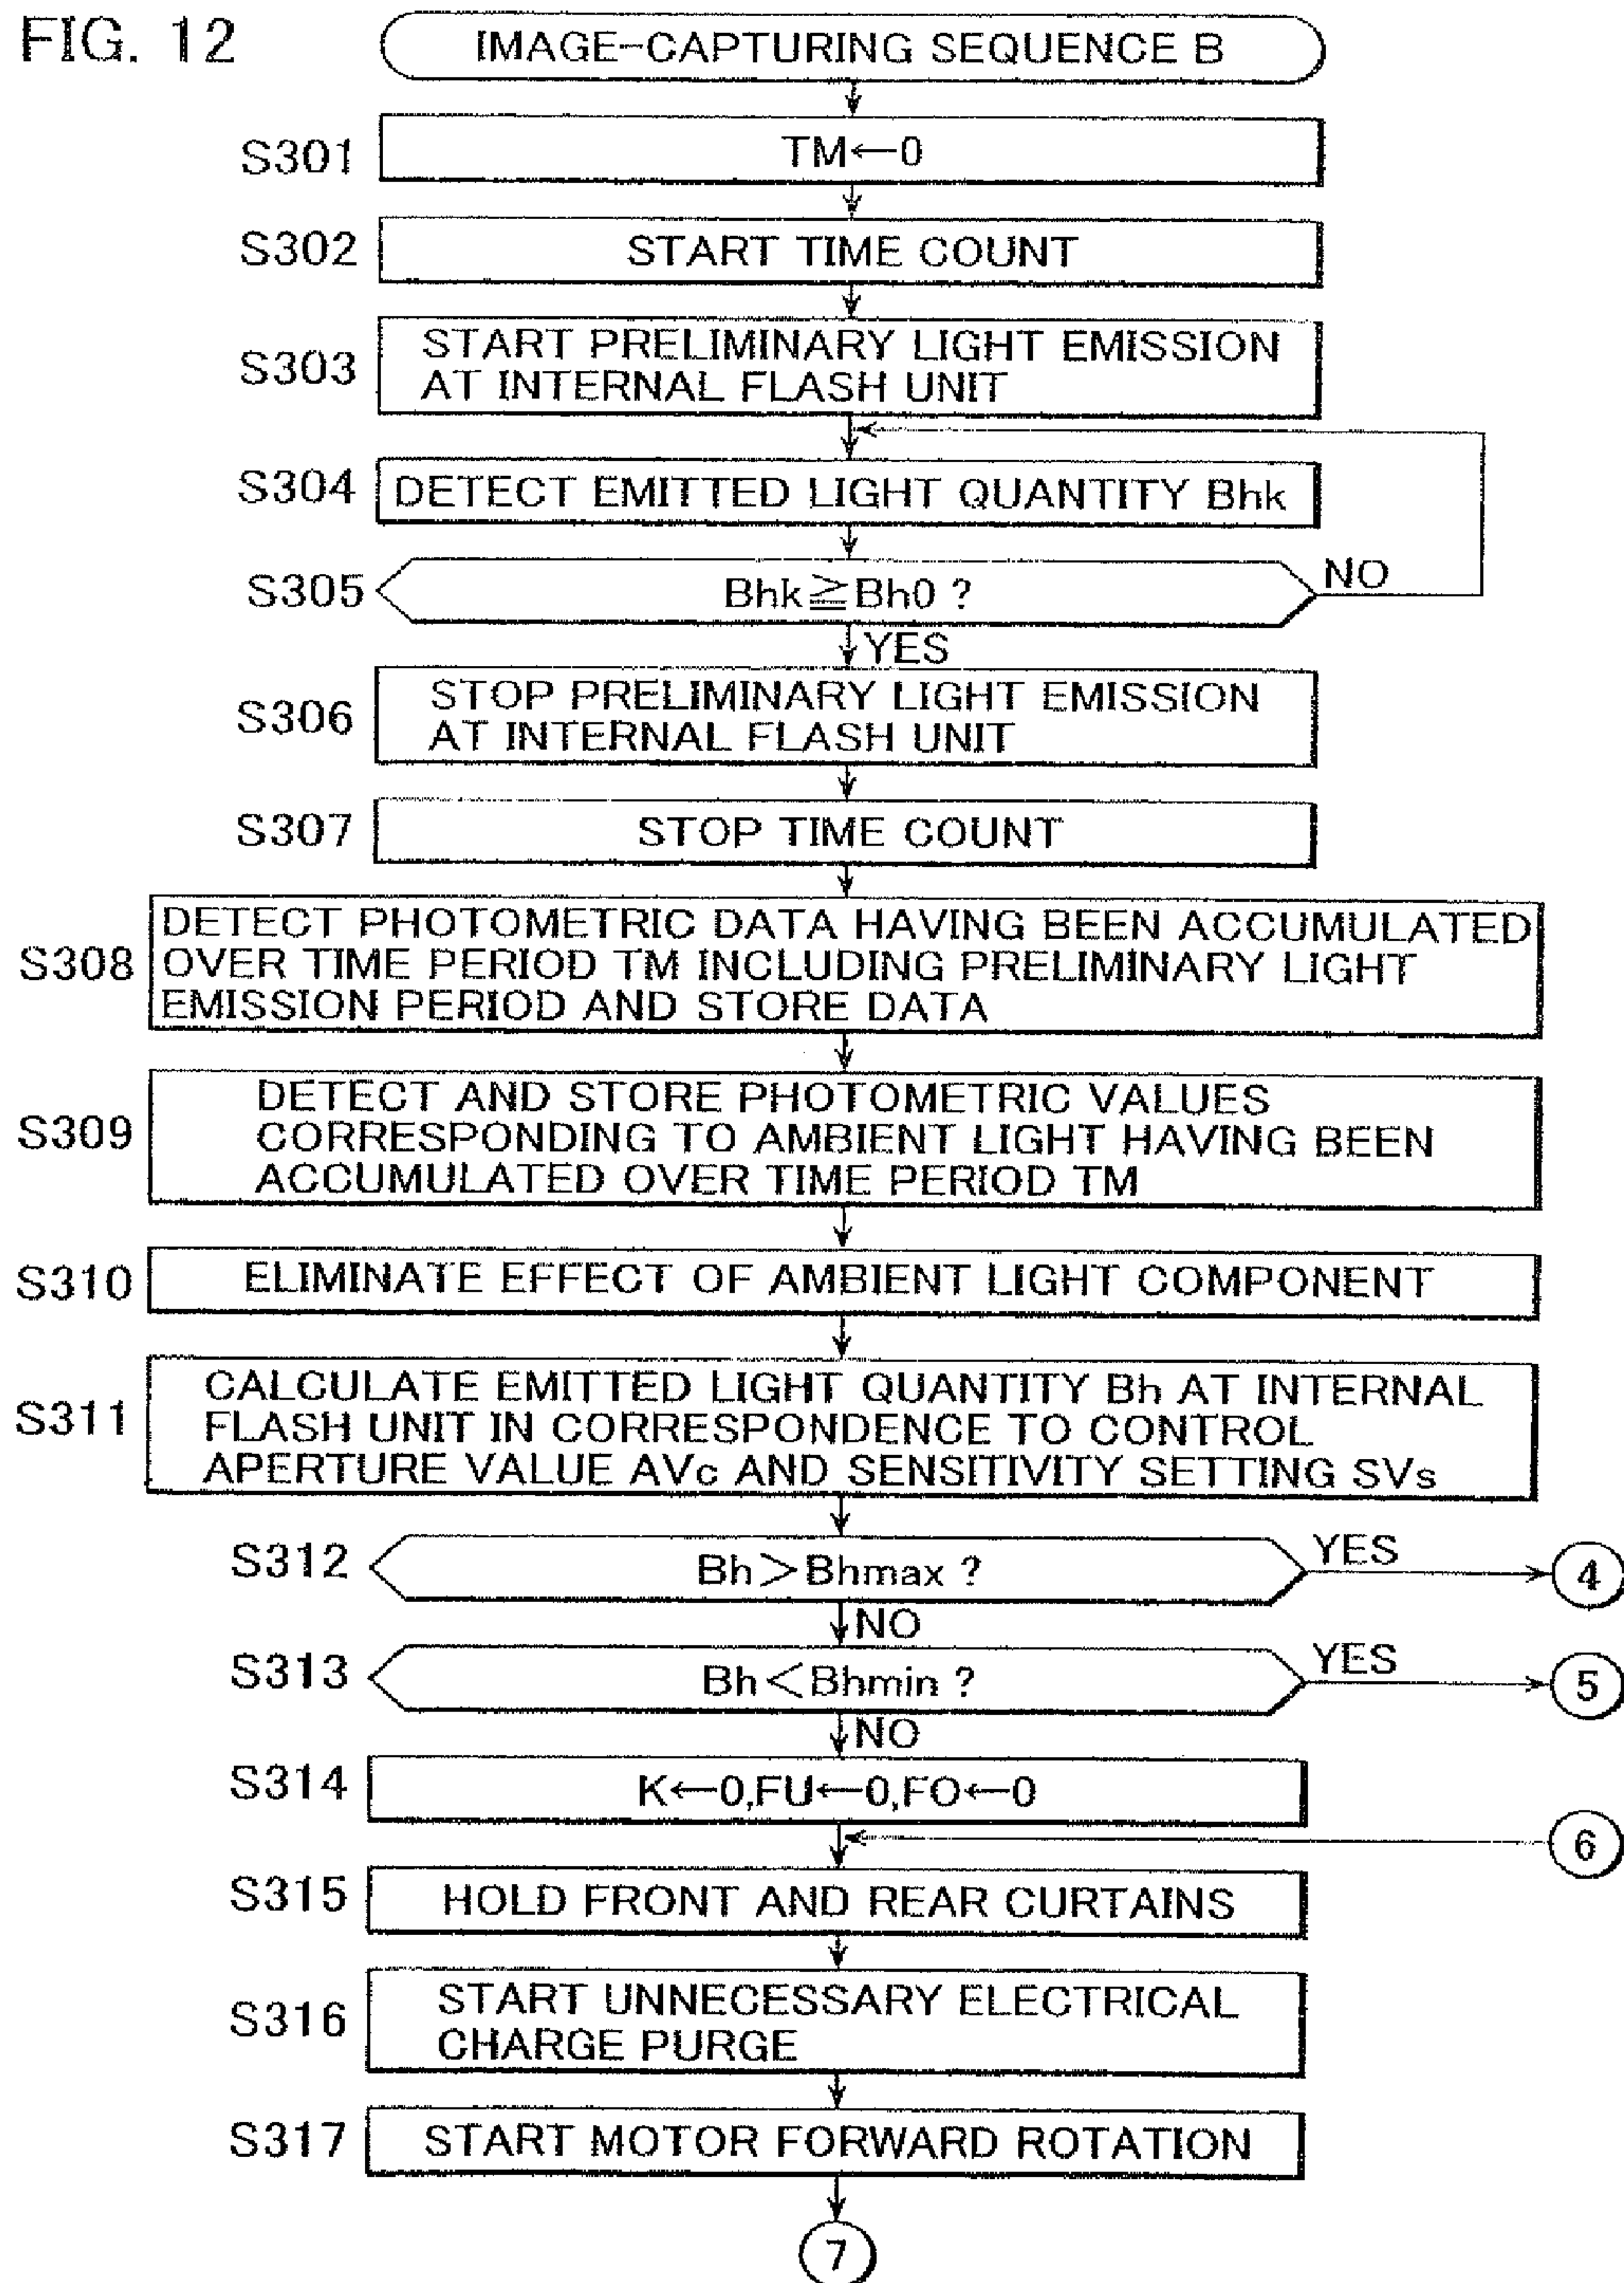 FIG. 12
IMAGE-CAPTURING SEQUENCE B
S301
TM←0
S302
START TIME COUNT
S303
START PRELIMINARY LIGHT EMISSION
AT INTERNAL FLASH UNIT
S304
DETECT EMITTED LIGHT QUANTITY Bhk
S305
Bhk≧Bh0 ?
NO
YES
S306
STOP PRELIMINARY LIGHT EMISSION
AT INTERNAL FLASH UNIT
S307
STOP TIME COUNT
S308
DETECT PHOTOMETRIC DATA HAVING BEEN ACCUMULATED
OVER TIME PERIOD TM INCLUDING PRELIMINARY LIGHT
EMISSION PERIOD AND STORE DATA
S309
DETECT AND STORE PHOTOMETRIC VALUES
CORRESPONDING TO AMBIENT LIGHT HAVING BEEN
ACCUMULATED OVER TIME PERIOD TM
S310
ELIMINATE EFFECT OF AMBIENT LIGHT COMPONENT
S311
CALCULATE EMITTED LIGHT QUANTITY Bh AT INTERNAL
FLASH UNIT IN CORRESPONDENCE TO CONTROL
APERTURE VALUE AVc AND SENSITIVITY SETTING SVs
S312
Bh>Bhmax ?
YES
4
NO
S313
Bh<Bhmin ?
YES
5
NO
S314
K←0,FU←0,FO←0
6
S315
HOLD FRONT AND REAR CURTAINS
S316
START UNNECESSARY ELECTRICAL
CHARGE PURGE
S317
START MOTOR FORWARD ROTATION
7